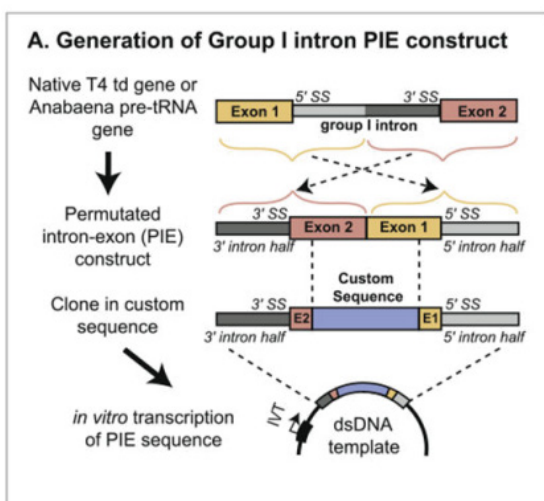 A. Generation of Group I intron PIE construct
Native T4 td gene or
Anabaena pre-tRNA
gene
5' SS
3' SS
Exon 1
Exon 2
group I intron
Permutated
intron-exon (PIE)
construct
3' SS
Exon 2
Exon 1
5' SS
3' intron half
5' intron half
Clone in custom
sequence
Custom
Sequence
3' SS
E2
E1
5' SS
3' intron half
5' intron half
in vitro transcription
of PIE sequence
IVT
dsDNA
template